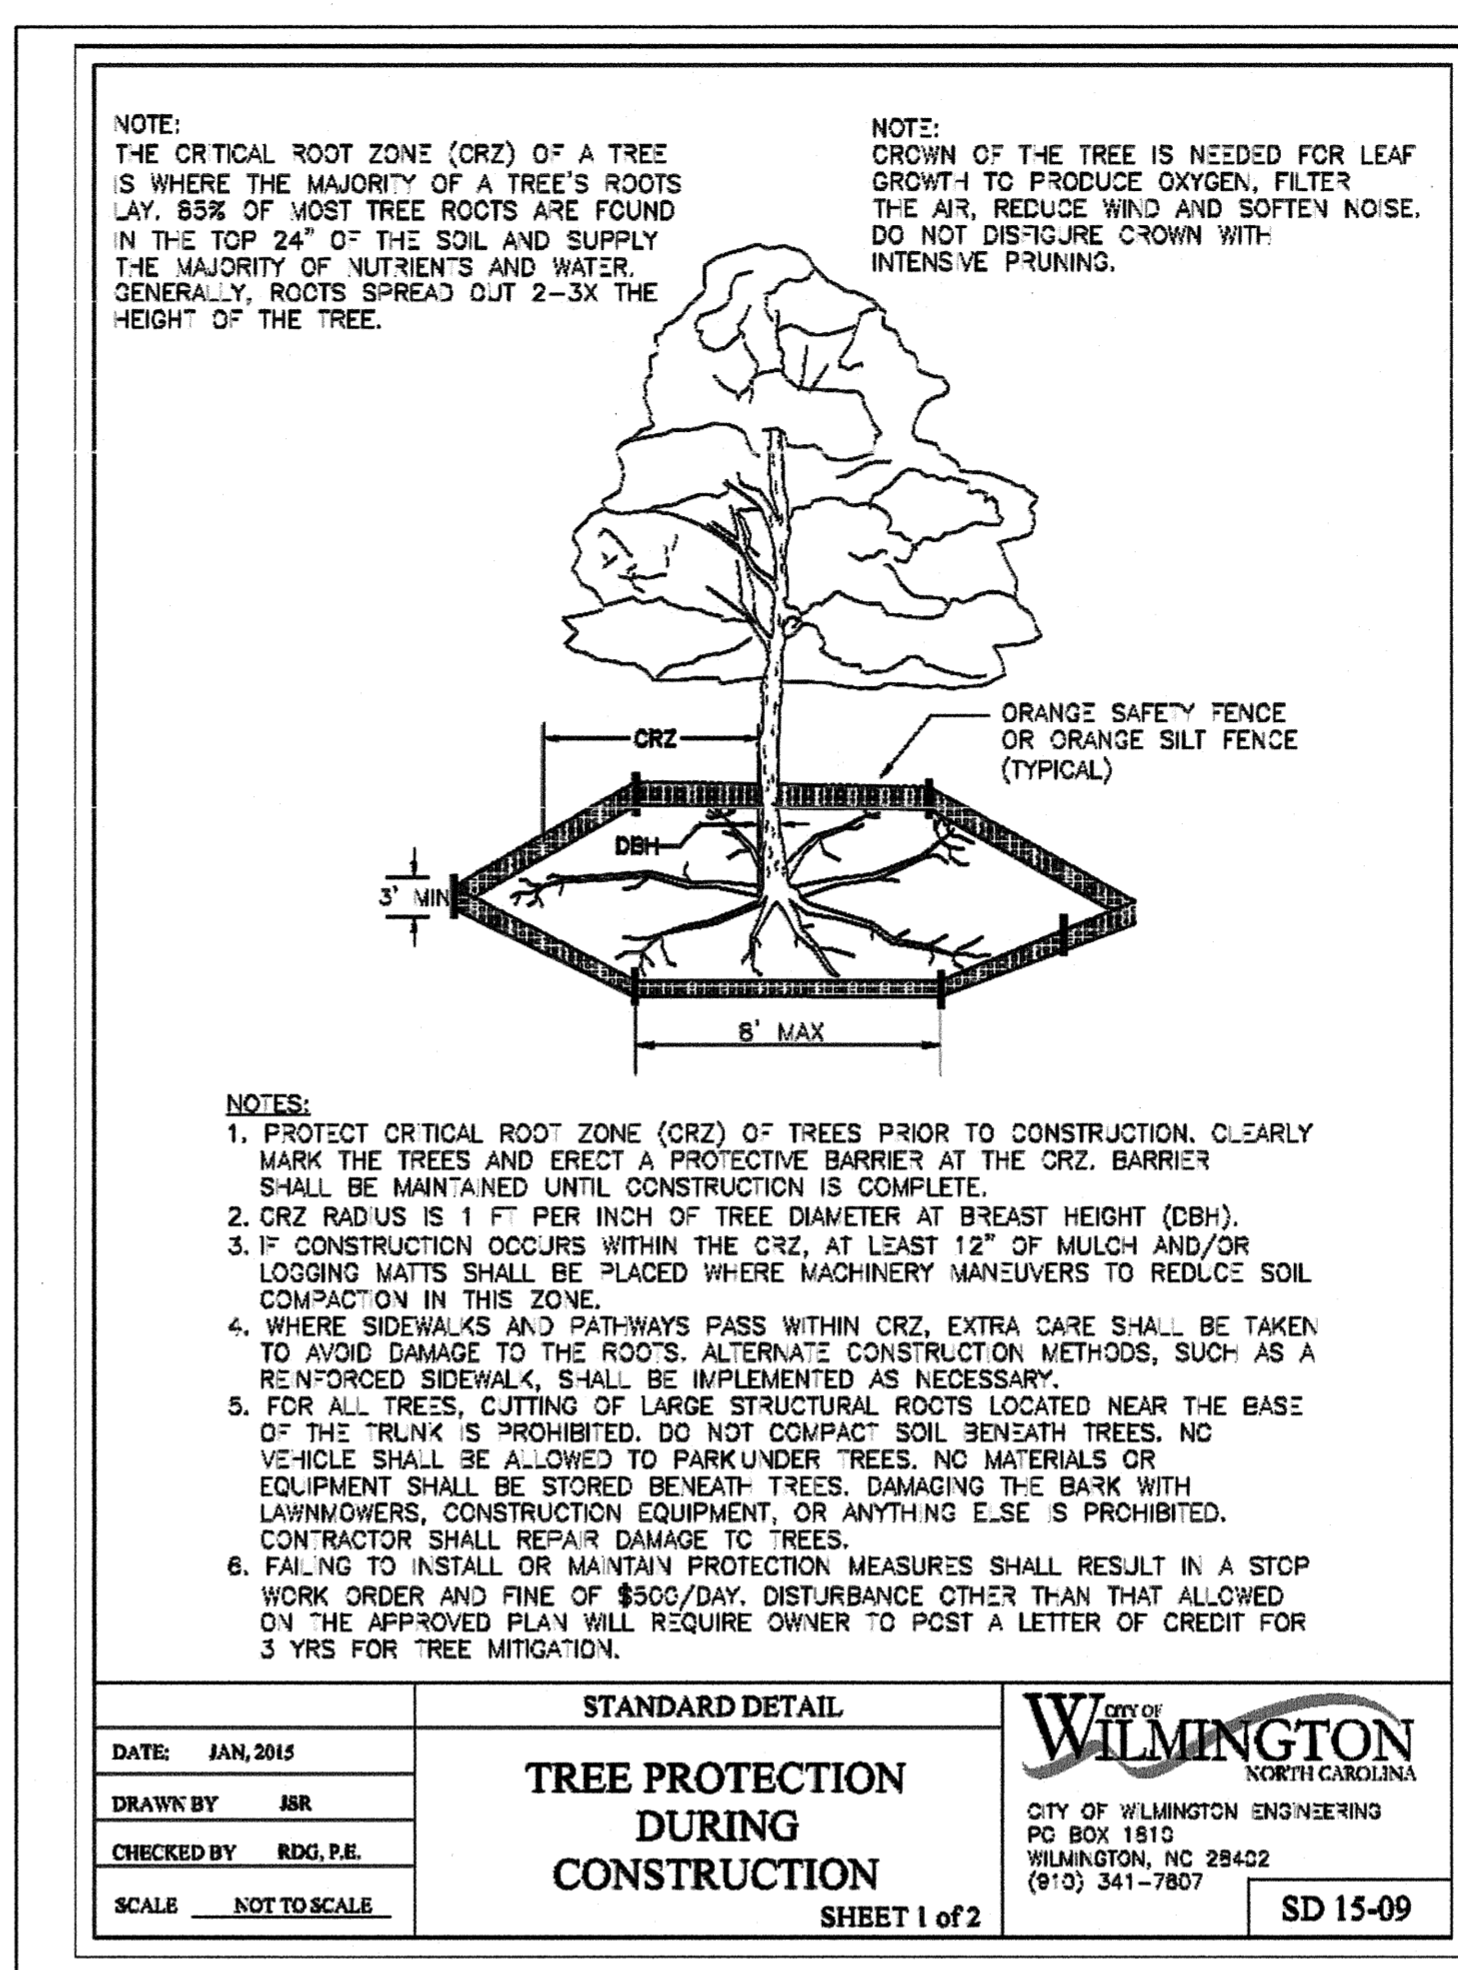 NOTE:
THE CRITICAL ROOT ZONE (CRZ) OF A TREE
IS WHERE THE MAJORITY OF A TREE'S ROOTS
LAY. 85% OF MOST TREE ROOTS ARE FOUND
IN THE TOP 24" OF THE SOIL AND SUPPLY
THE MAJORITY OF NUTRIENTS AND WATER.
GENERALLY, ROOTS SPREAD OUT 2-3X THE
HEIGHT OF THE TREE.
NOTE:
CROWN OF THE TREE IS NEEDED FOR LEAF
GROWTH TO PRODUCE OXYGEN, FILTER
THE AIR, REDUCE WIND AND SOFTEN NOISE.
DO NOT DISFIGURE CROWN WITH
INTENSIVE PRUNING.
ORANGE SAFETY FENCE
OR ORANGE SILT FENCE
(TYPICAL)
CRZ
DBH
3' MIN
8' MAX
NOTES:
1. PROTECT CRITICAL ROOT ZONE (CRZ) OF TREES PRIOR TO CONSTRUCTION. CLEARLY
MARK THE TREES AND ERECT A PROTECTIVE BARRIER AT THE CRZ. BARRIER
SHALL BE MAINTAINED UNTIL CONSTRUCTION IS COMPLETE.
2. CRZ RADIUS IS 1 FT PER INCH OF TREE DIAMETER AT BREAST HEIGHT (DBH).
3. IF CONSTRUCTION OCCURS WITHIN THE CRZ, AT LEAST 12" OF MULCH AND/OR
LOGGING MATTS SHALL BE PLACED WHERE MACHINERY MANEUVERS TO REDUCE SOIL
COMPACTION IN THIS ZONE.
4. WHERE SIDEWALKS AND PATHWAYS PASS WITHIN CRZ, EXTRA CARE SHALL BE TAKEN
TO AVOID DAMAGE TO THE ROOTS. ALTERNATE CONSTRUCTION METHODS, SUCH AS A
REINFORCED SIDEWALK, SHALL BE IMPLEMENTED AS NECESSARY.
5. FOR ALL TREES, CUTTING OF LARGE STRUCTURAL ROOTS LOCATED NEAR THE BASE
OF THE TRUNK IS PROHIBITED. DO NOT COMPACT SOIL BENEATH TREES. NO
VEHICLE SHALL BE ALLOWED TO PARK UNDER TREES. NO MATERIALS OR
EQUIPMENT SHALL BE STORED BENEATH TREES. DAMAGING THE BARK WITH
LAWNMOWERS, CONSTRUCTION EQUIPMENT, OR ANYTHING ELSE IS PROHIBITED.
CONTRACTOR SHALL REPAIR DAMAGE TO TREES.
6. FAILING TO INSTALL OR MAINTAIN PROTECTION MEASURES SHALL RESULT IN A STOP
WORK ORDER AND FINE OF $500/DAY. DISTURBANCE OTHER THAN THAT ALLOWED
ON THE APPROVED PLAN WILL REQUIRE OWNER TO POST A LETTER OF CREDIT FOR
3 YRS FOR TREE MITIGATION.
DATE: JAN, 2015
DRAWN BY JSR
CHECKED BY RDG, P.E.
SCALE NOT TO SCALE
STANDARD DETAIL
TREE PROTECTION
DURING
CONSTRUCTION
SHEET 1 of 2
CITY OF
WILMINGTON
NORTH CAROLINA
CITY OF WILMINGTON ENGINEERING
PO BOX 1810
WILMINGTON, NC 28402
(910) 341-7807
SD 15-09